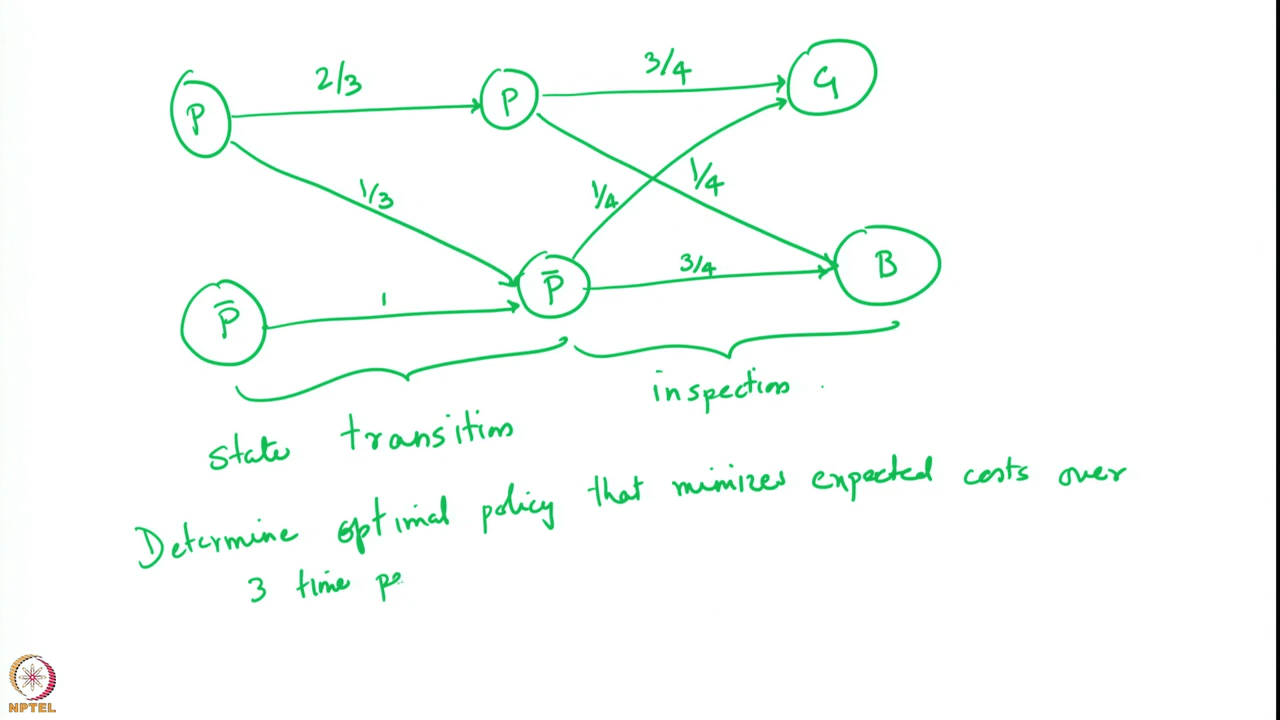 2/3
3/4
P
P
G
1/3
1/4
1/4
P̄
1
P̄
3/4
B
inspection
state transition
Determine optimal policy that minimizes expected costs over
3 time pe
NPTEL